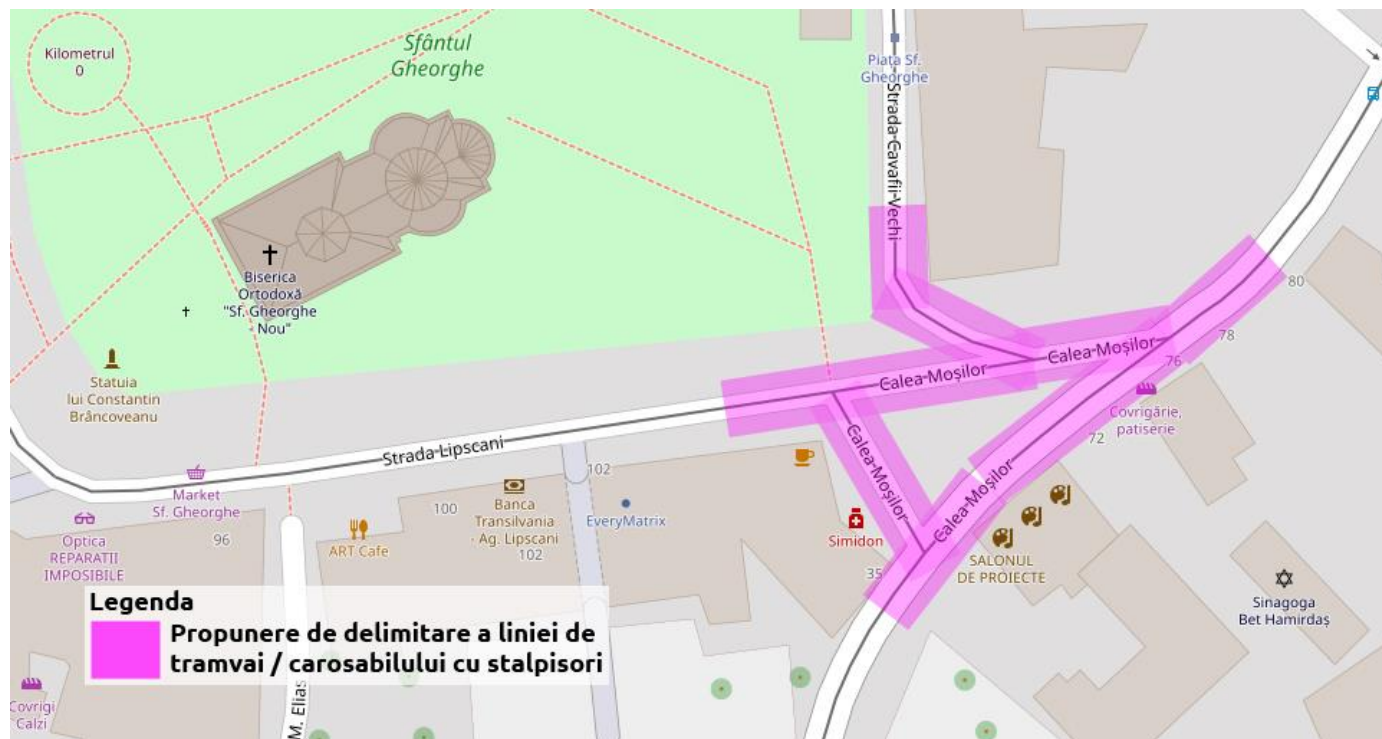 Kilometrul
0
Sfântul
Gheorghe
Piața Sf.
Gheorghe
Strada Cavafii Vechi
Biserica
Ortodoxă
"Sf. Gheorghe
- Nou"
Statuia
lui Constantin
Brâncoveanu
80
78
76
Calea Moșilor
Calea Moșilor
Covrigărie,
patiserie
72
Calea Moșilor
Calea Moșilor
Strada Lipscani
Market
Sf. Gheorghe
102
100
Banca
Transilvania
- Ag. Lipscani
102
EveryMatrix
Simidon
Optica
REPARAȚII
IMPOSIBILE
96
ART Cafe
35
SALONUL
DE PROIECTE
Sinagoga
Bet Hamirdaș
Legenda
Propunere de delimitare a liniei de
tramvai / carosabilului cu stalpisori
Covrigi
Calzi
M. Elias